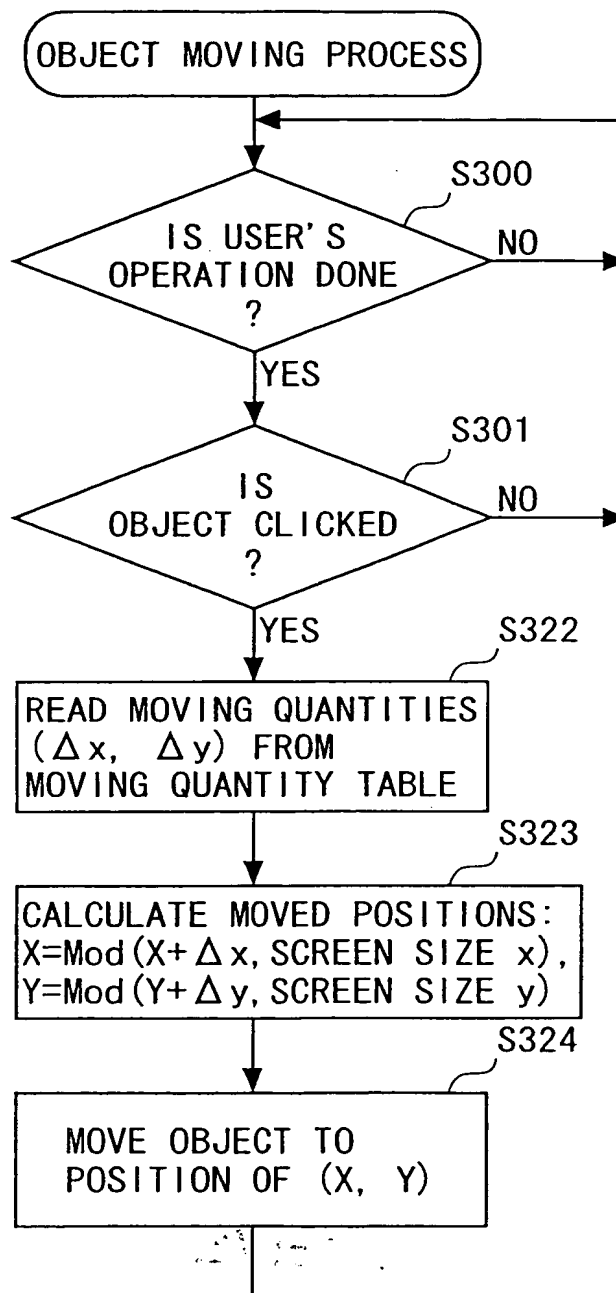 OBJECT MOVING PROCESS
S300
IS USER'S
OPERATION DONE
?
NO
YES
S301
IS
OBJECT CLICKED
?
NO
YES
S322
READ MOVING QUANTITIES
(Δx, Δy) FROM
MOVING QUANTITY TABLE
S323
CALCULATE MOVED POSITIONS:
X=Mod(X+Δx, SCREEN SIZE x),
Y=Mod(Y+Δy, SCREEN SIZE y)
S324
MOVE OBJECT TO
POSITION OF (X, Y)